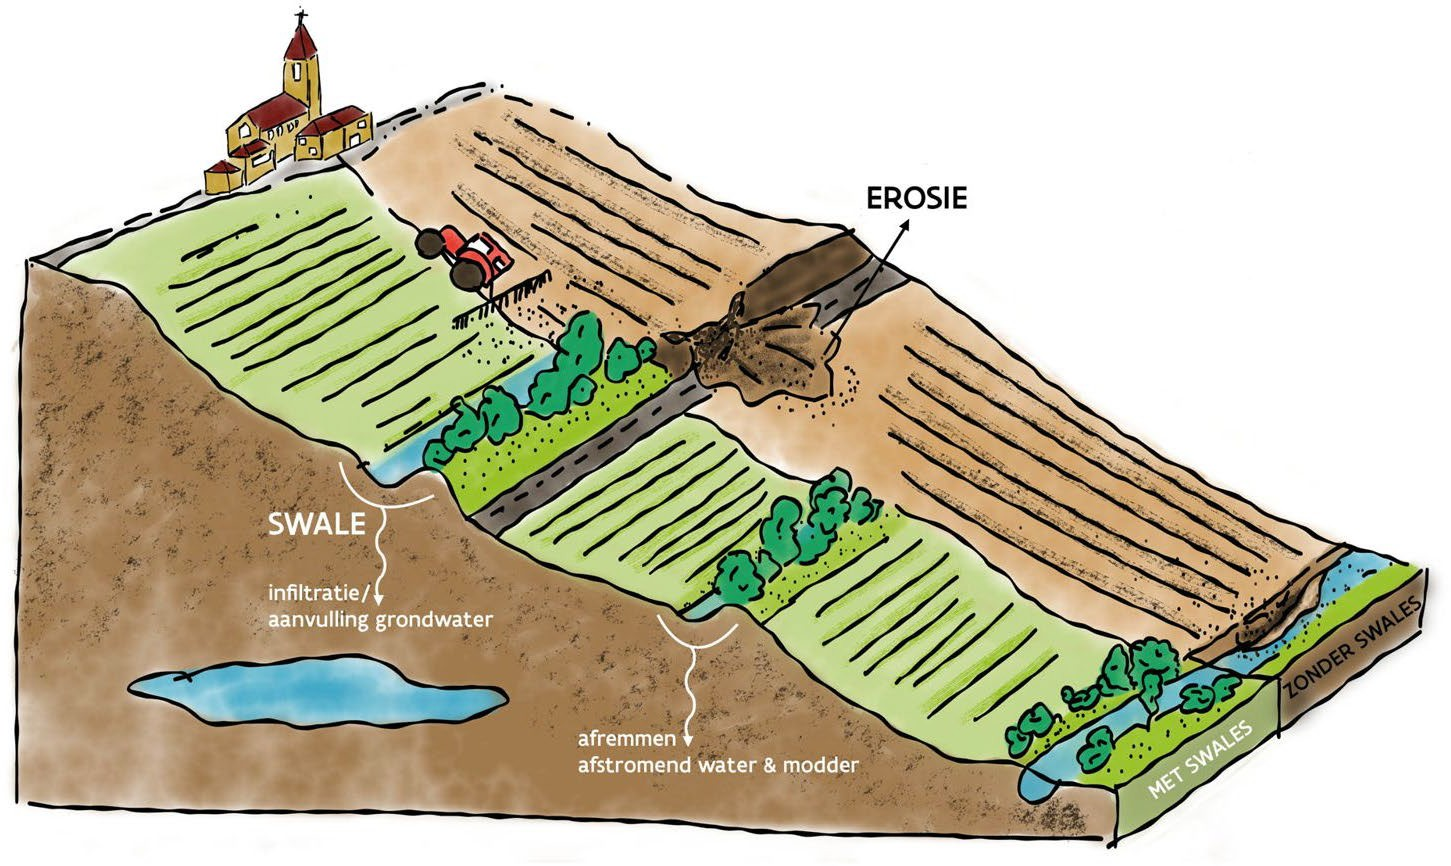 EROSIE
SWALE
infiltratie/
aanvulling grondwater
afremmen
afstromend water & modder
ZONDER SWALES
MET SWALES